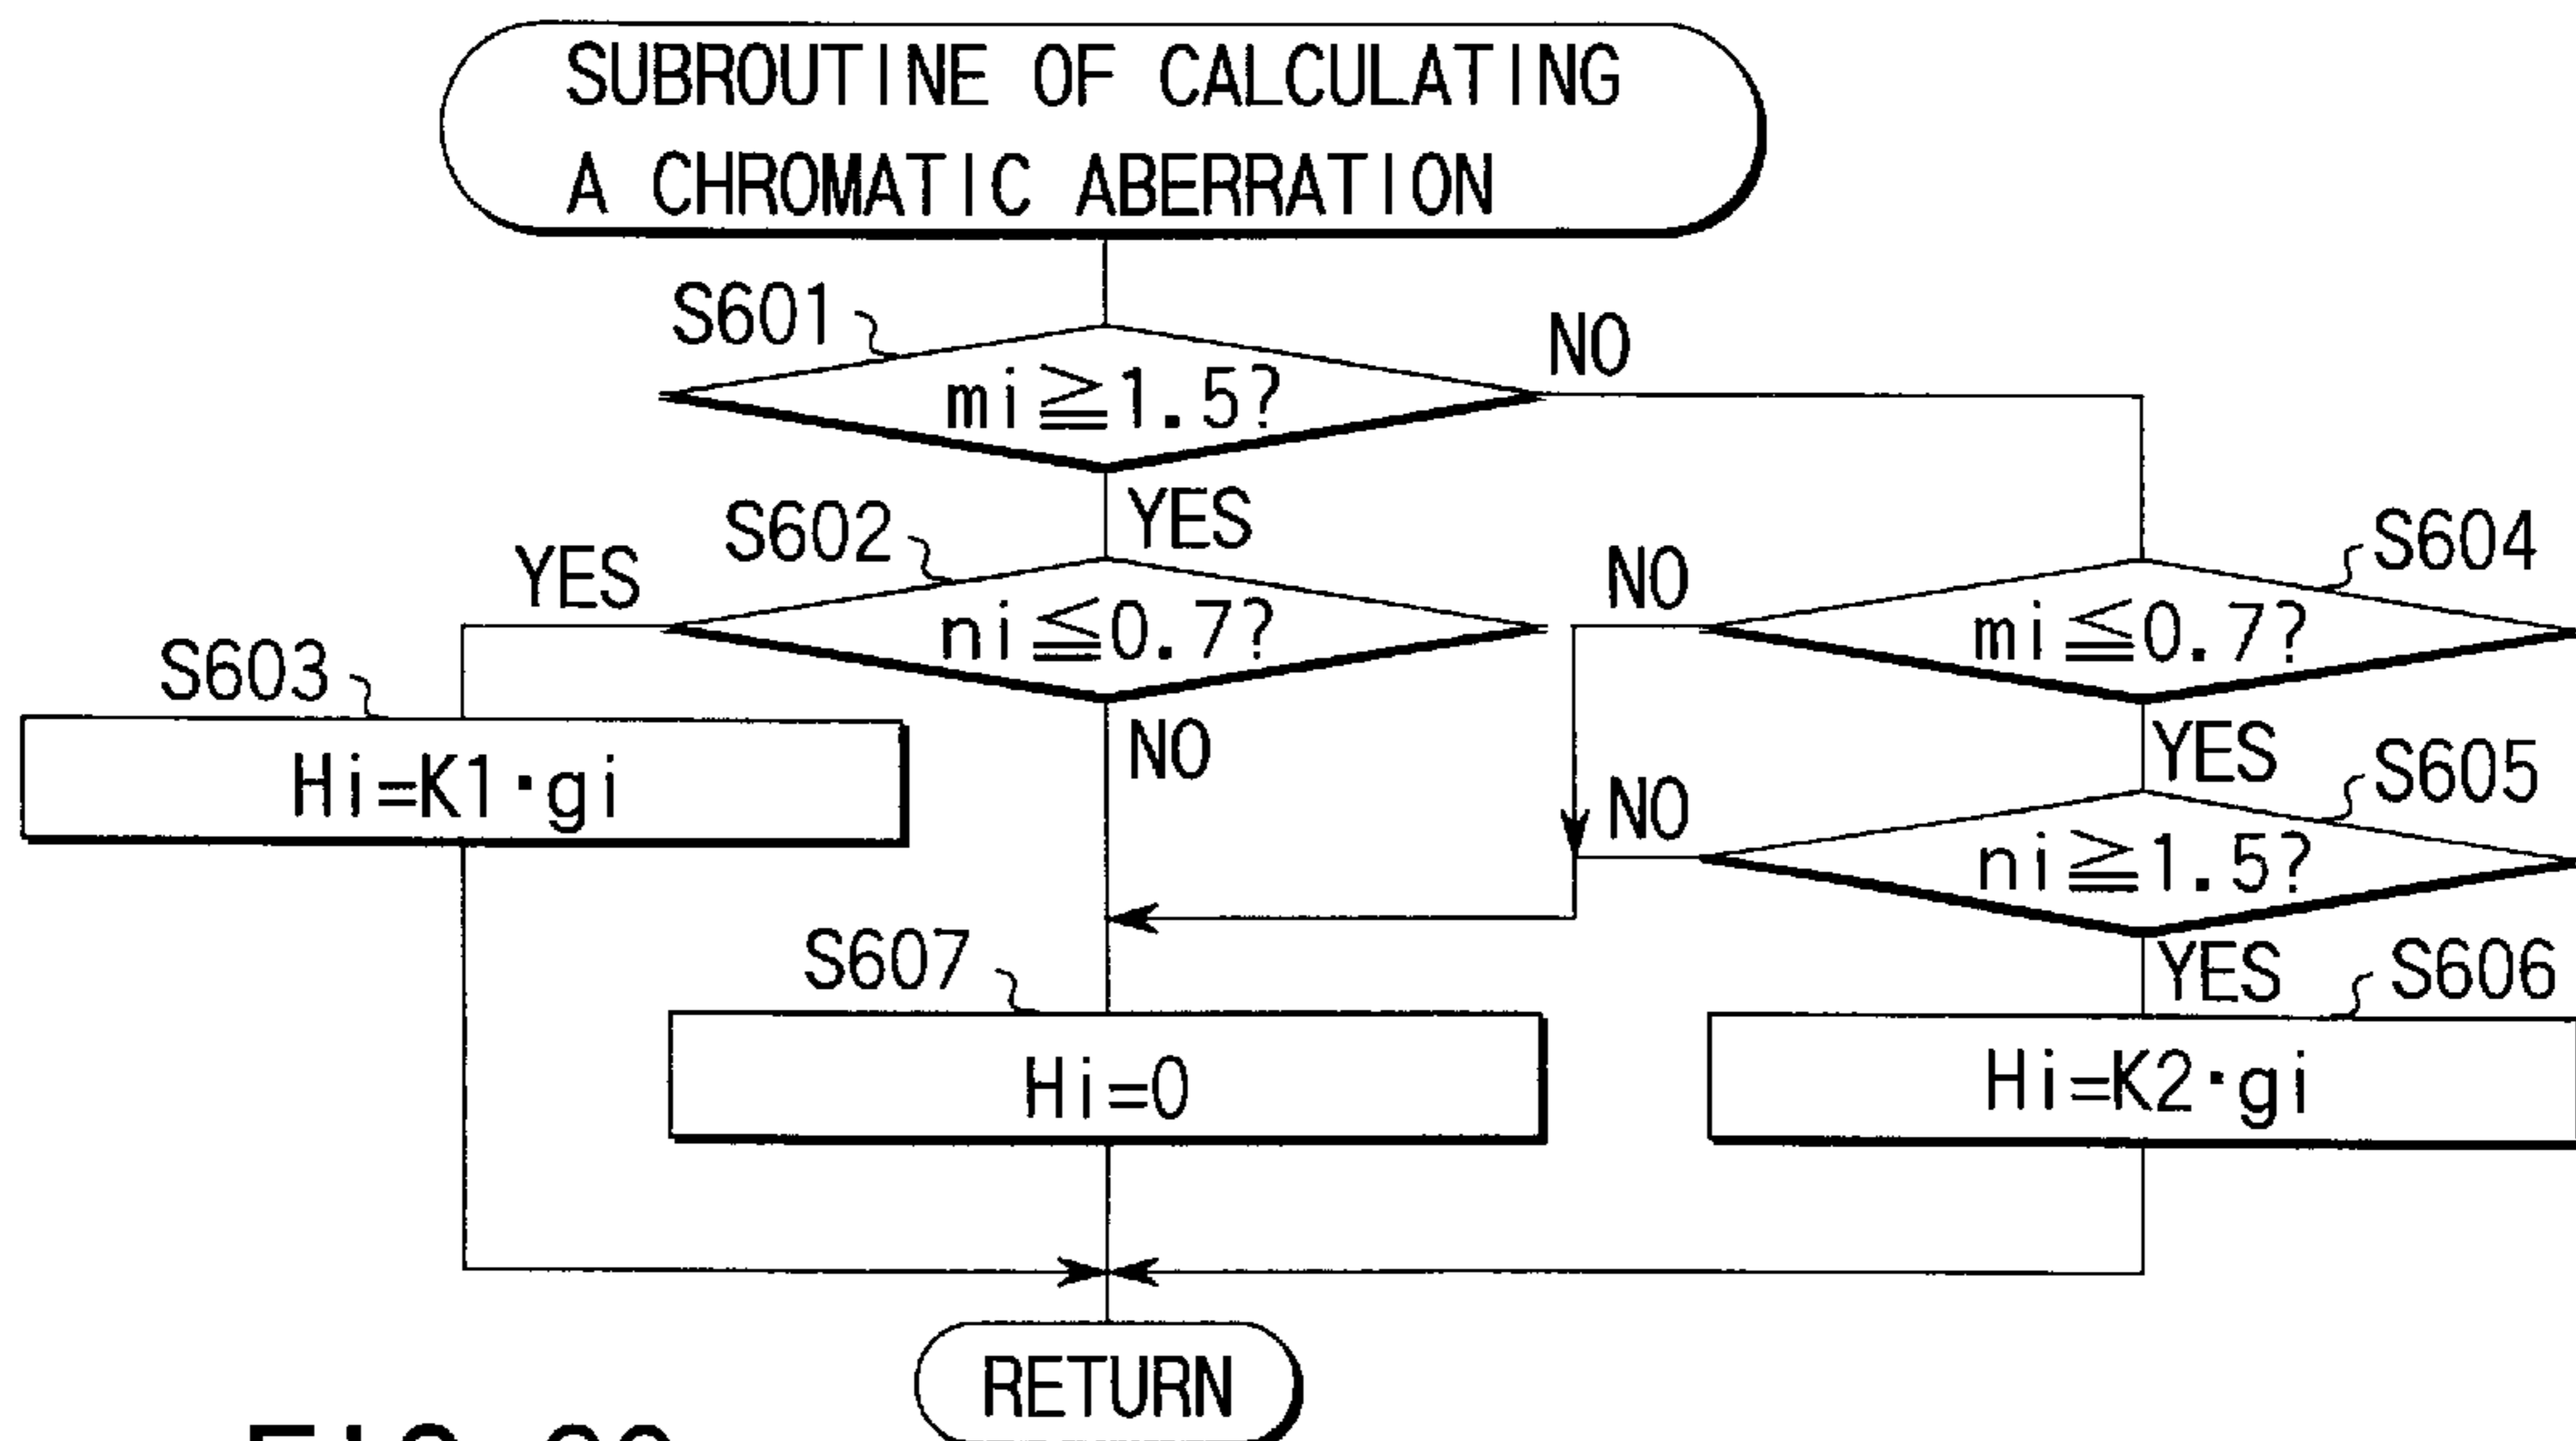 SUBROUTINE OF CALCULATING
A CHROMATIC ABERRATION
S601
mi≧1.5?
NO
YES
S602
ni≦0.7?
YES
NO
S603
Hi=K1·gi
S604
mi≦0.7?
NO
YES
S605
ni≧1.5?
NO
YES
S606
Hi=K2·gi
S607
Hi=0
RETURN